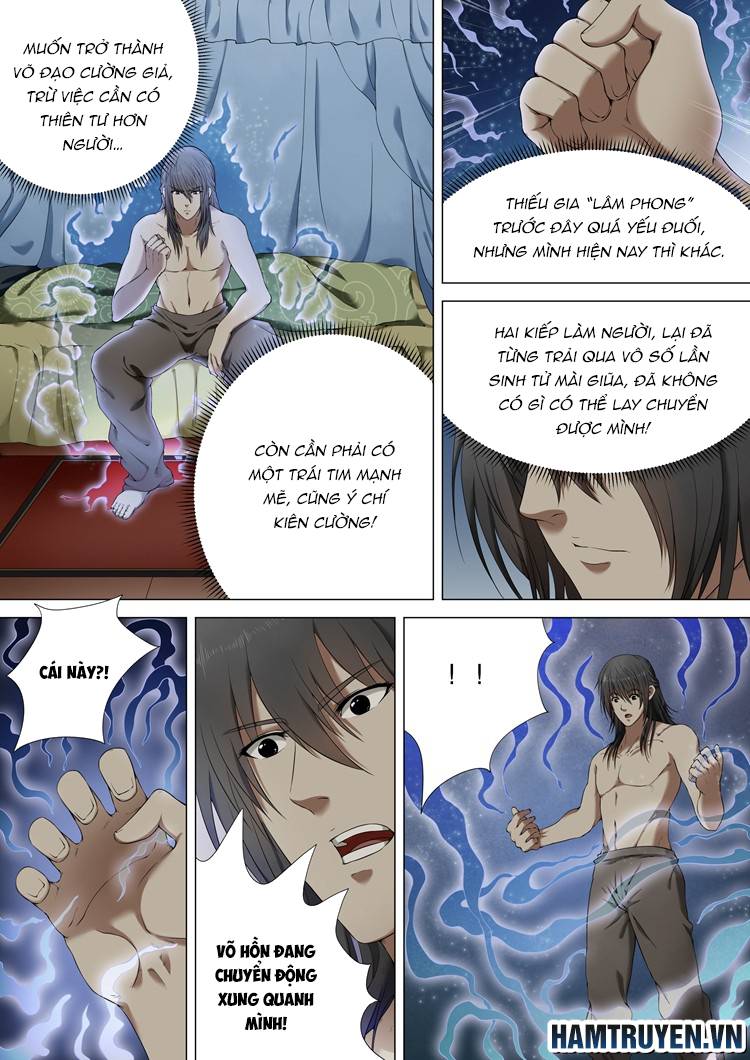 MUỐN TRỞ THÀNH
VÕ ĐẠO CƯỜNG GIẢ,
TRỪ VIỆC CẦN CÓ
THIÊN TƯ HƠN
NGƯỜI...
CÒN CẦN PHẢI CÓ
MỘT TRÁI TIM MẠNH
MẼ, CŨNG Ý CHÍ
KIÊN CƯỜNG!
THIẾU GIA “LÂM PHONG”
TRƯỚC ĐÂY QUÁ YẾU ĐUỐI,
NHƯNG MÌNH HIỆN NAY THÌ KHÁC.
HAI KIẾP LÀM NGƯỜI, LẠI ĐÃ
TỪNG TRẢI QUA VÔ SỐ LẦN
SINH TỬ MÀI GIŨA, ĐÃ KHÔNG
CÓ GÌ CÓ THỂ LAY CHUYỂN
ĐƯỢC MÌNH!
CÁI NÀY?!
VÕ HỒN ĐANG
CHUYỂN ĐỘNG
XUNG QUANH
MÌNH!
! !
HAMTRUYEN.VN